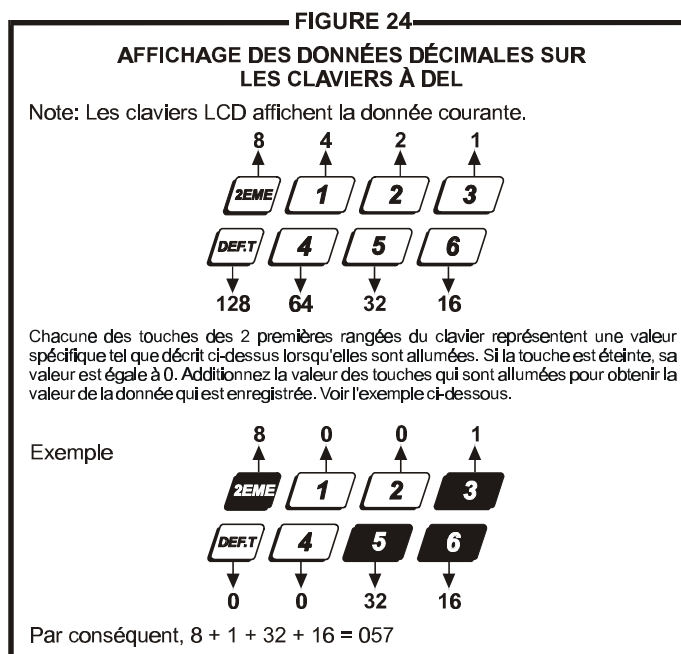 FIGURE 24
AFFICHAGE DES DONNÉES DÉCIMALES SUR
LES CLAVIERS À DEL
Note: Les claviers LCD affichent la donnée courante.
8 4 2 1
2EME 1 2 3
DEF.T 4 5 6
128 64 32 16
Chacune des touches des 2 premières rangées du clavier représentent une valeur
spécifique tel que décrit ci-dessus lorsqu'elles sont allumées. Si la touche est éteinte, sa
valeur est égale à 0. Additionnez la valeur des touches qui sont allumées pour obtenir la
valeur de la donnée qui est enregistrée. Voir l'exemple ci-dessous.
Exemple
8 0 0 1
2EME 1 2 3
DEF.T 4 5 6
0 0 32 16
Par conséquent, 8 + 1 + 32 + 16 = 057